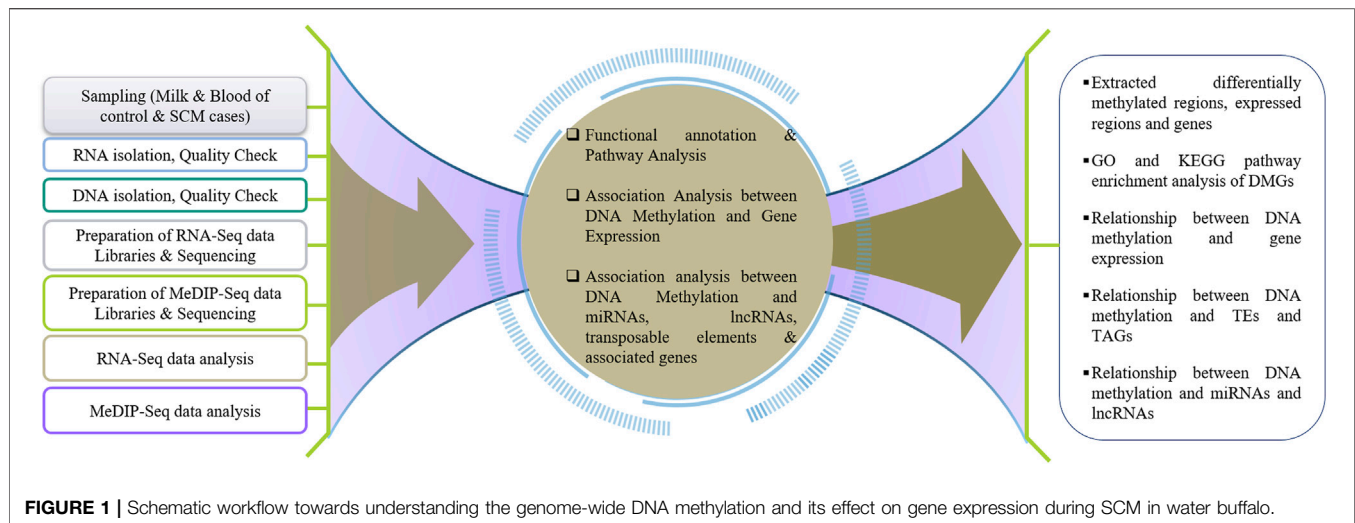 Sampling (Milk & Blood of
control & SCM cases)
RNA isolation, Quality Check
DNA isolation, Quality Check
Preparation of RNA-Seq data
Libraries & Sequencing
Preparation of MeDIP-Seq data
Libraries & Sequencing
RNA-Seq data analysis
MeDIP-Seq data analysis
❑ Functional annotation &
Pathway Analysis
❑ Association Analysis between
DNA Methylation and Gene
Expression
❑ Association analysis between
DNA Methylation and
miRNAs, lncRNAs,
transposable elements &
associated genes
▪Extracted differentially
methylated regions, expressed
regions and genes
▪GO and KEGG pathway
enrichment analysis of DMGs
▪Relationship between DNA
methylation and gene
expression
▪Relationship between DNA
methylation and TEs and
TAGs
▪Relationship between DNA
methylation and miRNAs and
lncRNAs
FIGURE 1 | Schematic workflow towards understanding the genome-wide DNA methylation and its effect on gene expression during SCM in water buffalo.